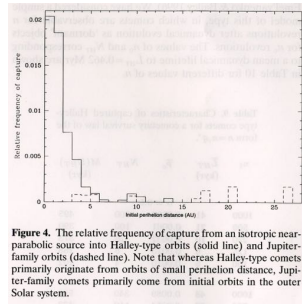 0.02
0.015
0.01
0.005
0
0
5
10
15
20
25
Relative frequency of capture
Initial perihelion distance (AU)
Figure 4. The relative frequency of capture from an isotropic near-
parabolic source into Halley-type orbits (solid line) and Jupiter-
family orbits (dashed line). Note that whereas Halley-type comets
primarily originate from orbits of small perihelion distance, Jupi-
ter-family comets primarily come from initial orbits in the outer
Solar system.